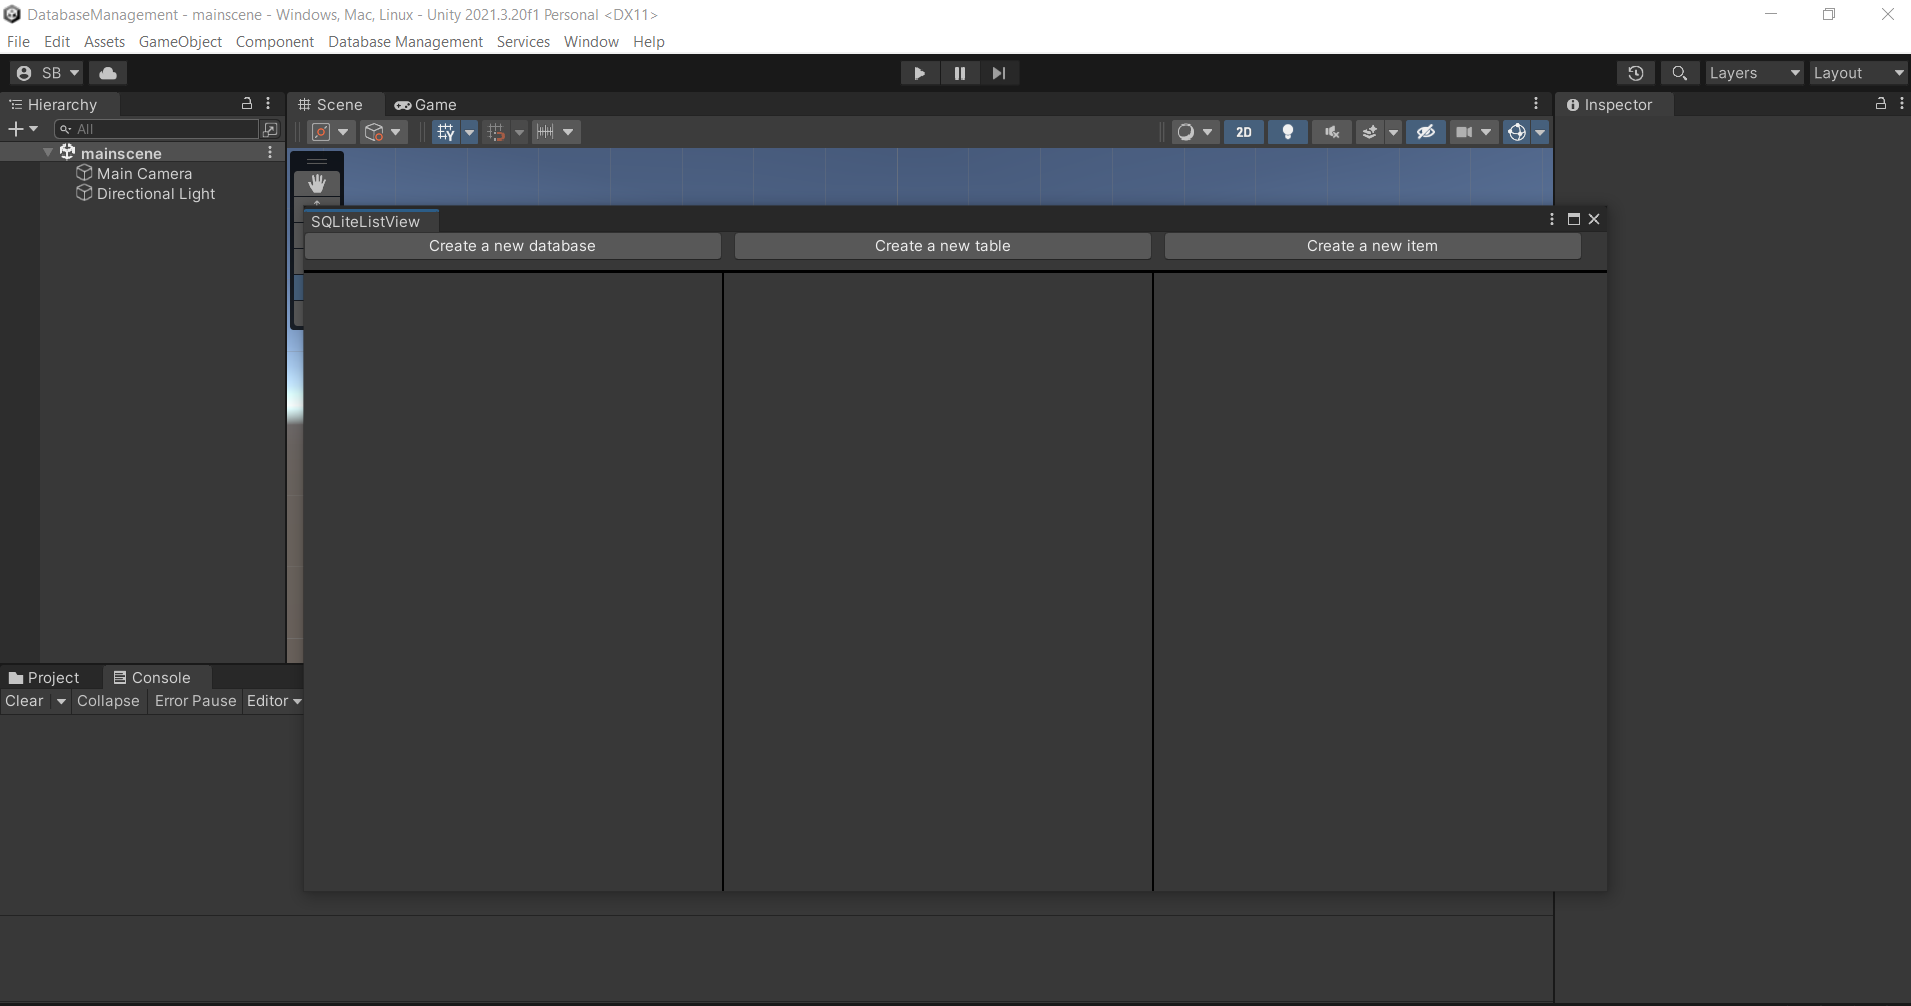 DatabaseManagement - mainscene - Windows, Mac, Linux - Unity 2021.3.20f1 Personal <DX11>
File Edit Assets GameObject Component Database Management Services Window Help
SB Layers Layout
Hierarchy Scene Game Inspector
All 2D
mainscene
Main Camera
Directional Light
SQLiteListView
Create a new database Create a new table Create a new item
Project Console
Clear Collapse Error Pause Editor